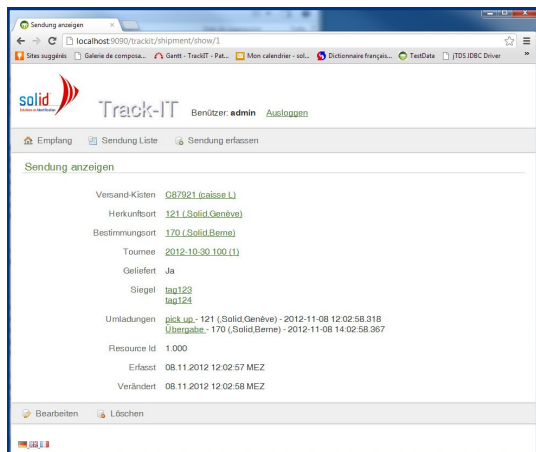 Sendung anzeigen
localhost:9090/trackit/shipment/show/1
Sites suggérés Galerie de composa... Gantt - TrackIT - Pat... Mon calendrier - sol... Dictionnaire français... TestData jTDS JDBC Driver »
solid
Track-IT Benützer: admin Ausloggen
Empfang Sendung Liste Sendung erfassen
Sendung anzeigen
Versand-Kisten C87921 (caisse L)
Herkunftsort 121 (,Solid,Genève)
Bestimmungsort 170 (,Solid,Berne)
Tournee 2012-10-30 100 (1)
Geliefert Ja
Siegel tag123
tag124
Umladungen pick up - 121 (,Solid,Genève) - 2012-11-08 12:02:58.318
Übergabe - 170 (,Solid,Berne) - 2012-11-08 14:02:58.367
Resource Id 1.000
Erfasst 08.11.2012 12:02:57 MEZ
Verändert 08.11.2012 12:02:58 MEZ
Bearbeiten Löschen